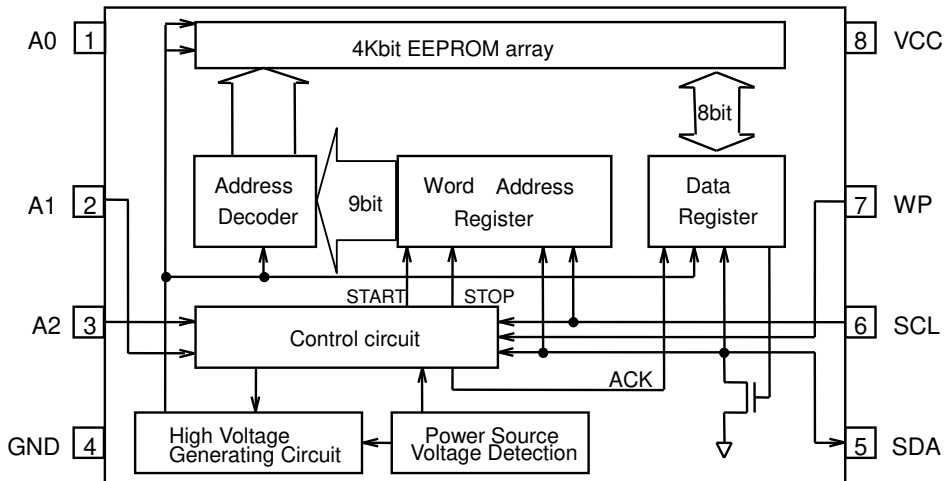 A0 1
4Kbit EEPROM array
8 VCC
8bit
A1 2
Address
Decoder
9bit
Word Address
Register
Data
Register
7 WP
START
STOP
A2 3
Control circuit
6 SCL
ACK
GND 4
High Voltage
Generating Circuit
Power Source
Voltage Detection
5 SDA